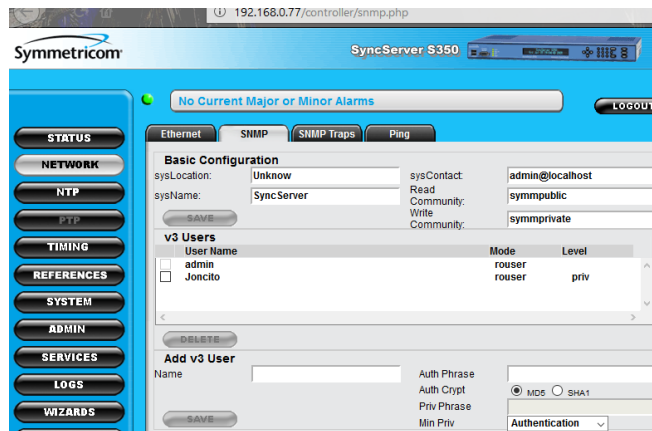 192.168.0.77/controller/snmp.php
Symmetricom
SyncServer S350
No Current Major or Minor Alarms
LOGOUT
STATUS
NETWORK
NTP
PTP
TIMING
REFERENCES
SYSTEM
ADMIN
SERVICES
LOGS
WIZARDS
Ethernet SNMP SNMP Traps Ping
Basic Configuration
sysLocation: Unknow sysContact: admin@localhost
sysName: SyncServer Read Community: symmpublic
SAVE Write Community: symmprivate
v3 Users
User Name Mode Level
admin rouser
Joncito rouser priv
DELETE
Add v3 User
Name Auth Phrase
Auth Crypt MD5 SHA1
Priv Phrase
SAVE Min Priv Authentication